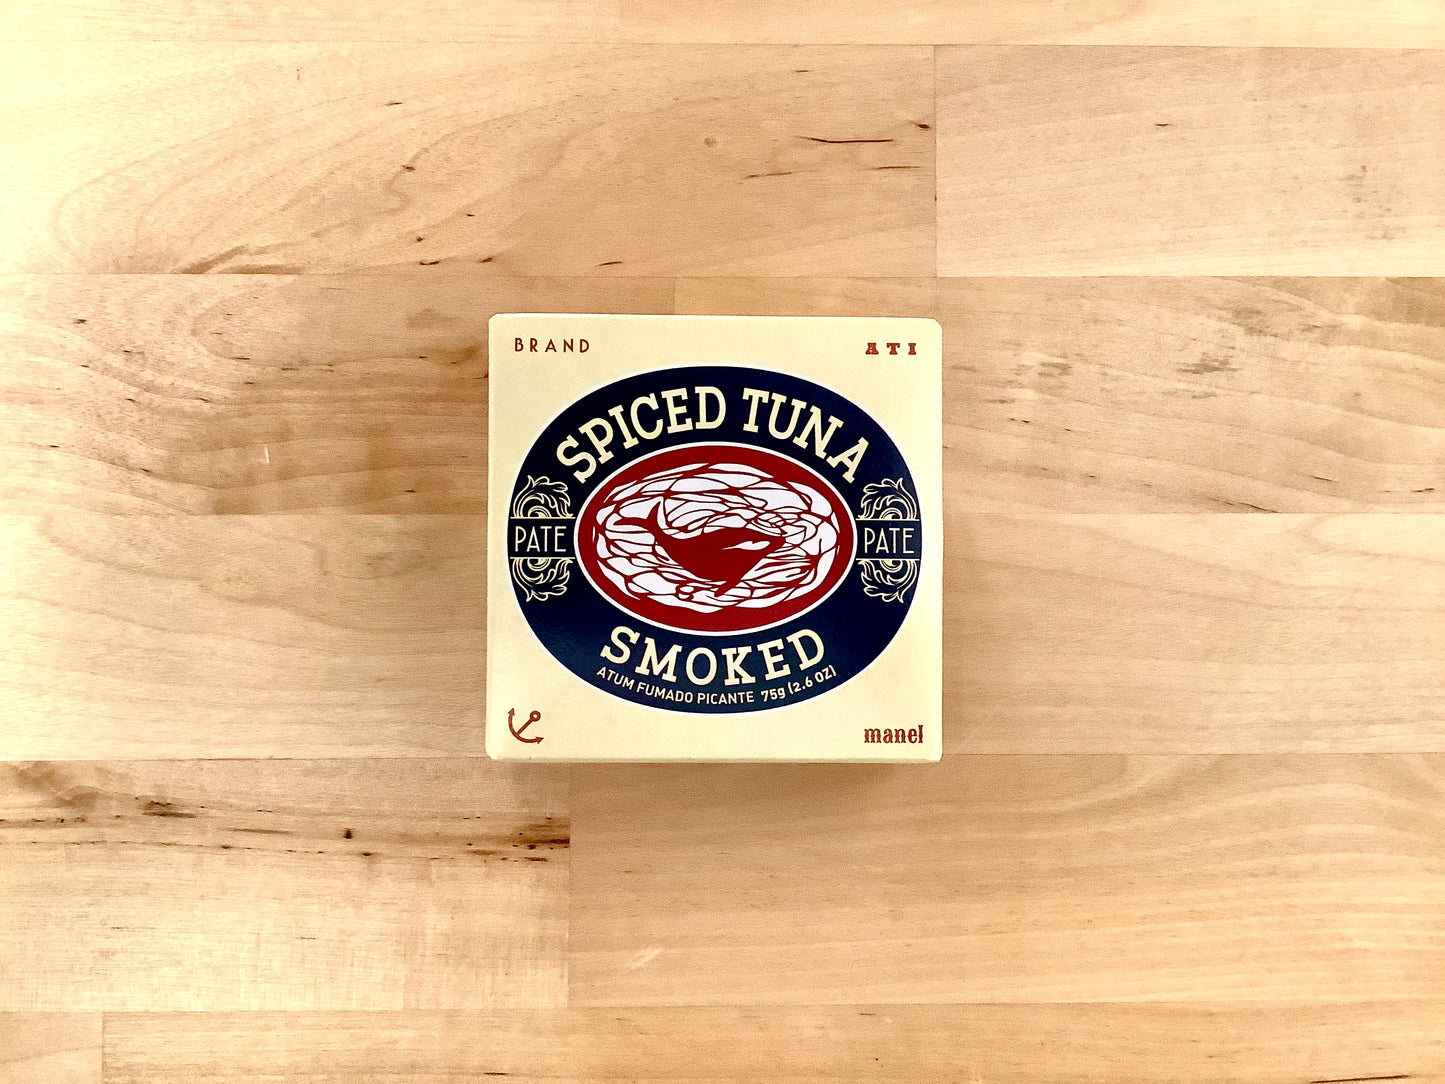 BRAND
ATI
SPICED TUNA
PATE
PATE
SMOKED
ATUM FUMADO PICANTE 75g (2.6 OZ)
manel